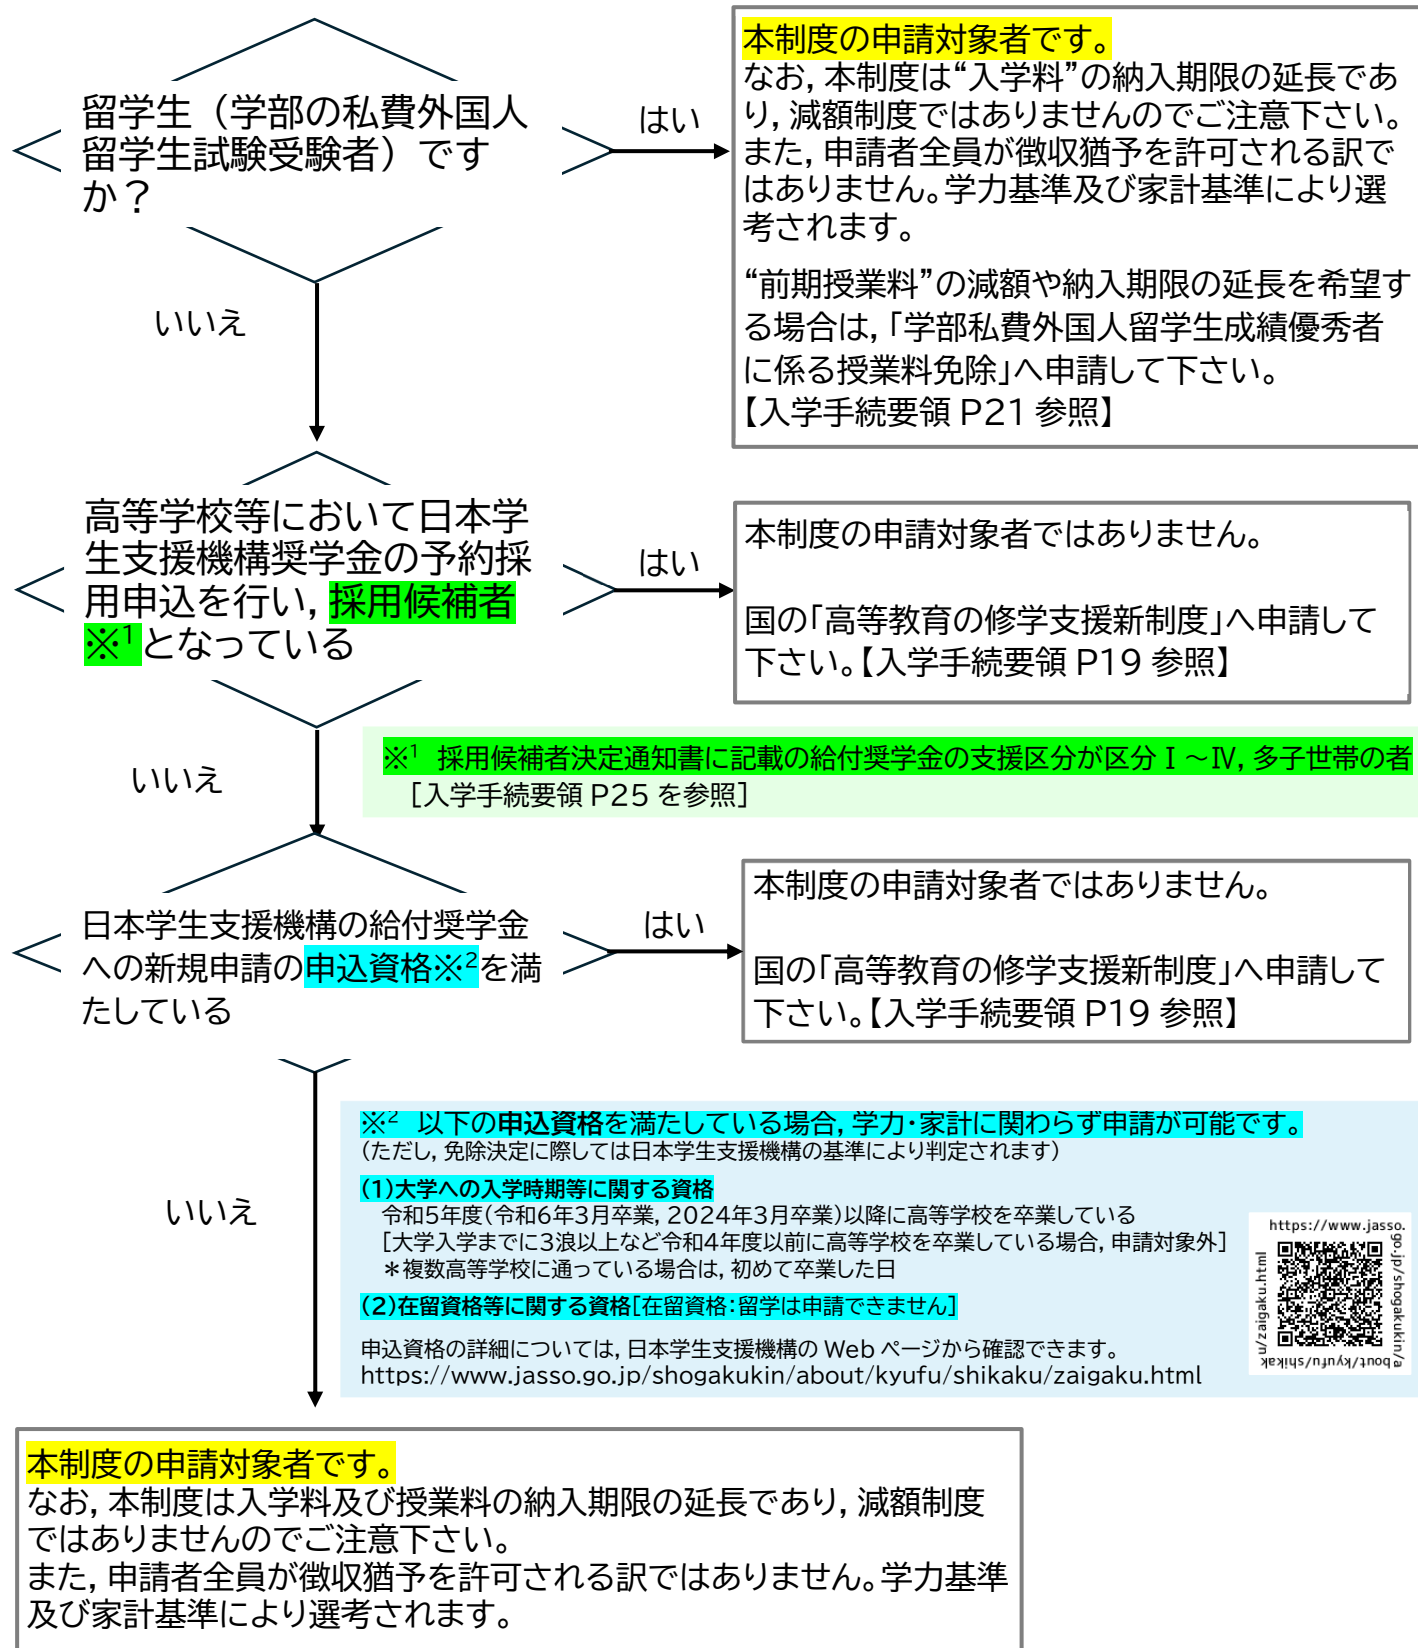 留学生（学部の私費外国人
留学生試験受験者）です
か？
はい
本制度の申請対象者です。
なお，本制度は“入学料”の納入期限の延長であ
り，減額制度ではありませんのでご注意下さい。
また，申請者全員が徴収猶予を許可される訳で
はありません。学力基準及び家計基準により選
考されます。
“前期授業料”の減額や納入期限の延長を希望す
る場合は，「学部私費外国人留学生成績優秀者
に係る授業料免除」へ申請して下さい。
【入学手続要領 P21 参照】
いいえ
高等学校等において日本学
生支援機構奨学金の予約採
用申込を行い，採用候補者
※1となっている
はい
本制度の申請対象者ではありません。
国の「高等教育の修学支援新制度」へ申請して
下さい。【入学手続要領 P19 参照】
いいえ
※1 採用候補者決定通知書に記載の給付奨学金の支援区分が区分Ⅰ～Ⅳ，多子世帯の者
［入学手続要領 P25 を参照］
日本学生支援機構の給付奨学金
への新規申請の申込資格※2を満
たしている
はい
本制度の申請対象者ではありません。
国の「高等教育の修学支援新制度」へ申請して
下さい。【入学手続要領 P19 参照】
いいえ
※2 以下の申込資格を満たしている場合，学力・家計に関わらず申請が可能です。
（ただし，免除決定に際しては日本学生支援機構の基準により判定されます）
（1）大学への入学時期等に関する資格
令和5年度（令和6年3月卒業，2024年3月卒業）以降に高等学校を卒業している
［大学入学までに3浪以上など令和4年度以前に高等学校を卒業している場合，申請対象外］
＊複数高等学校に通っている場合は，初めて卒業した日
（2）在留資格等に関する資格［在留資格：留学は申請できません］
申込資格の詳細については，日本学生支援機構の Web ページから確認できます。
https://www.jasso.go.jp/shogakukin/about/kyufu/shikaku/zaigaku.html
https://www.jasso.
go.jp/shogakukin/a
bout/kyufu/shikak
u/zaigaku.html
本制度の申請対象者です。
なお，本制度は入学料及び授業料の納入期限の延長であり，減額制度
ではありませんのでご注意下さい。
また，申請者全員が徴収猶予を許可される訳ではありません。学力基準
及び家計基準により選考されます。